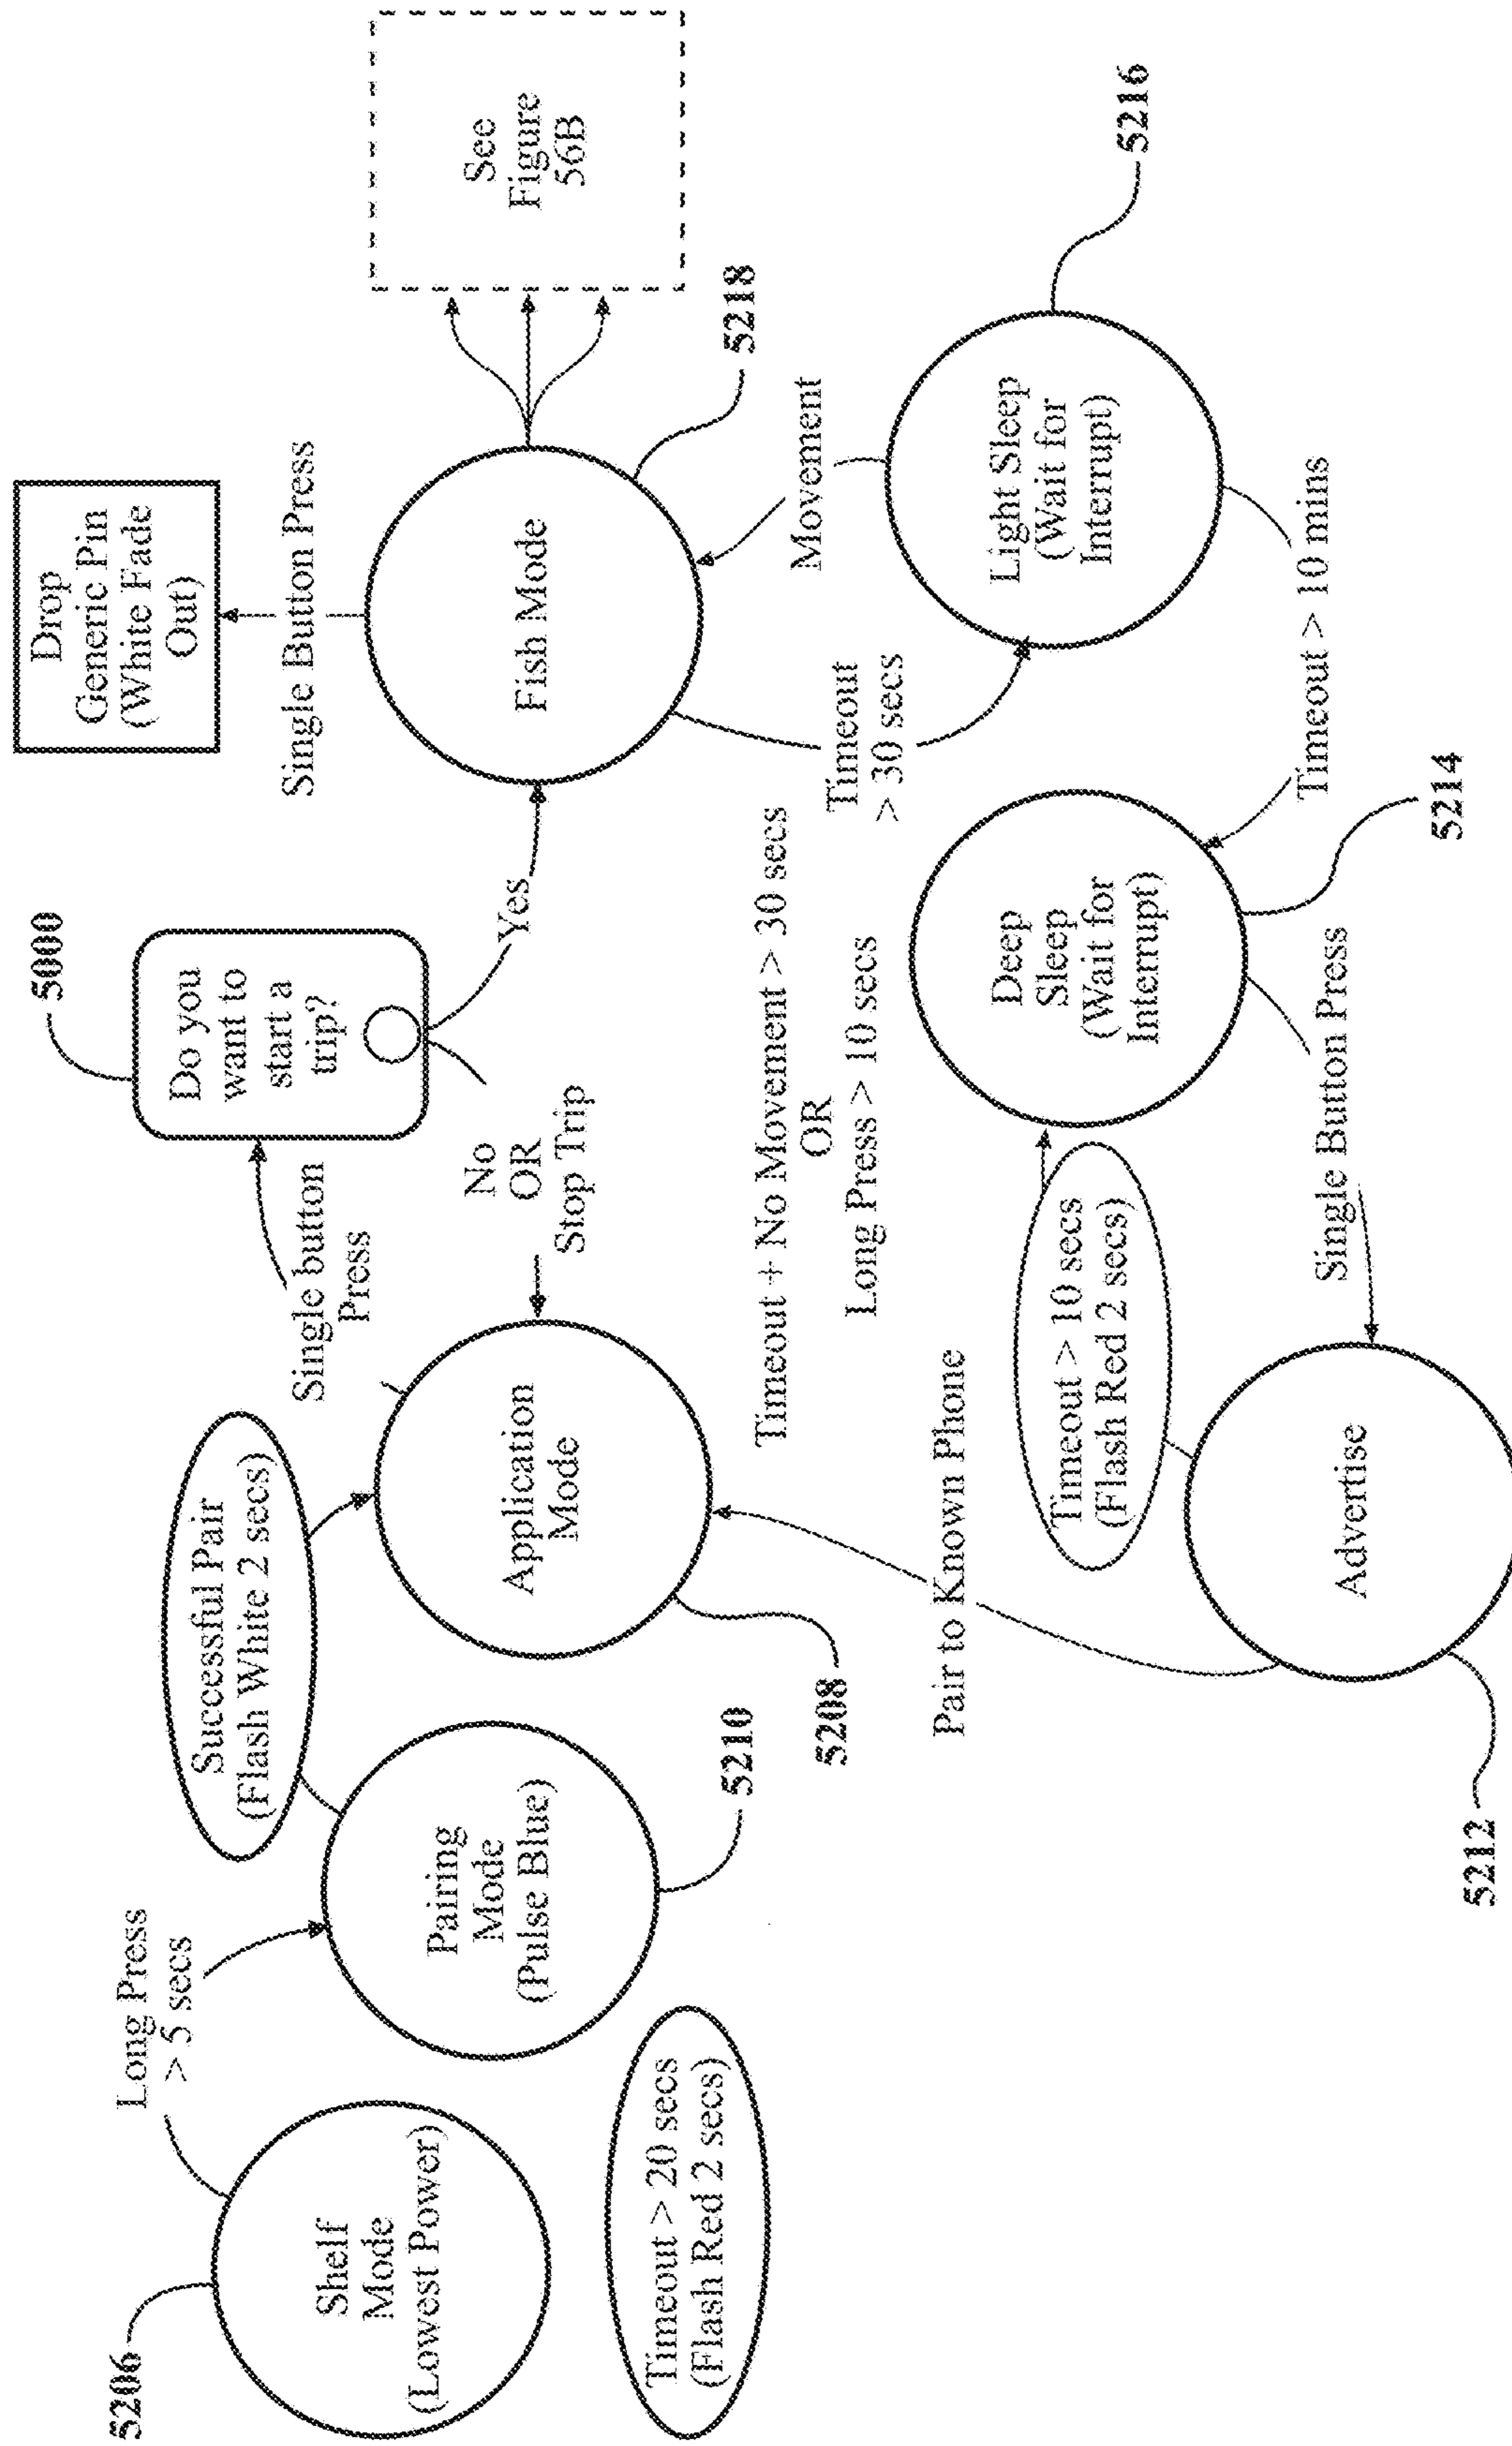 5206
Shelf
Mode
(Lowest Power)
Long Press
> 5 secs
Timeout > 20 secs
(Flash Red 2 secs)
Pairing
Mode
(Pulse Blue)
5210
Successful Pair
(Flash White 2 secs)
Application
Mode
5208
Single button
Press
5000
Do you
want to
start a
trip?
No
OR
Stop Trip
Yes
Drop
Generic Pin
(White Fade
Out)
Single Button Press
Fish Mode
5218
See
Figure
56B
Timeout + No Movement > 30 secs
OR
Long Press > 10 secs
Timeout
> 30 secs
Movement
Light Sleep
(Wait for
Interrupt)
5216
Timeout > 10 mins
Deep
Sleep
(Wait for
Interrupt)
5214
Single Button Press
Timeout > 10 secs
(Flash Red 2 secs)
Pair to Known Phone
Advertise
5212